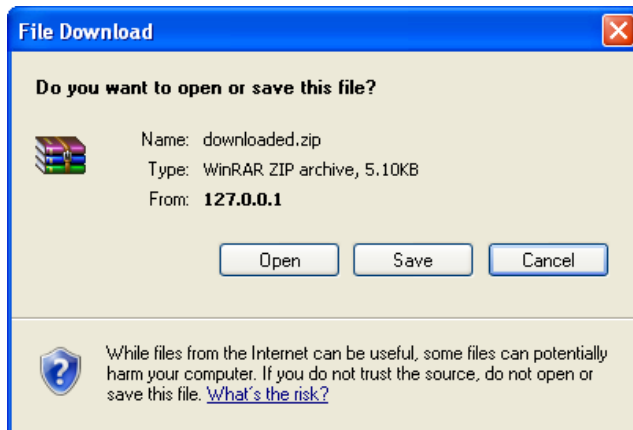 File Download
Do you want to open or save this file?
Name: downloaded.zip
Type: WinRAR ZIP archive, 5.10KB
From: 127.0.0.1
Open Save Cancel
While files from the Internet can be useful, some files can potentially
harm your computer. If you do not trust the source, do not open or
save this file. What's the risk?